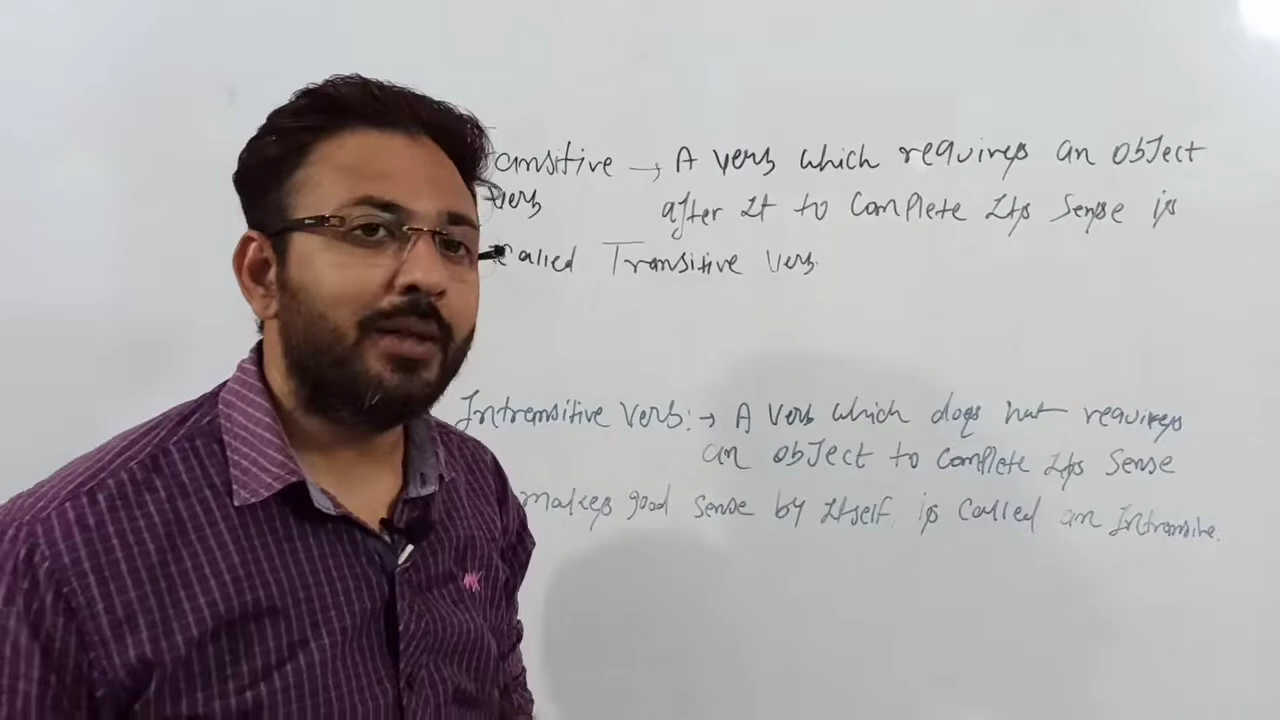 ansitive → A verb which requires an object
verb after It to complete Its Sense is
called Transitive Verb
Intransitive Verb: → A Verb which does not requires
an object to complete Its Sense
makes good sense by Itself is called an Intransitive.